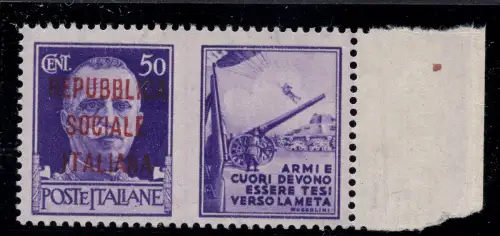 CENT. 50
REPUBBLICA
SOCIALE
ITALIANA
POSTE ITALIANE
ARMI E
CUORI DEVONO
ESSERE TESI
VERSO LA META
MUSSOLINI